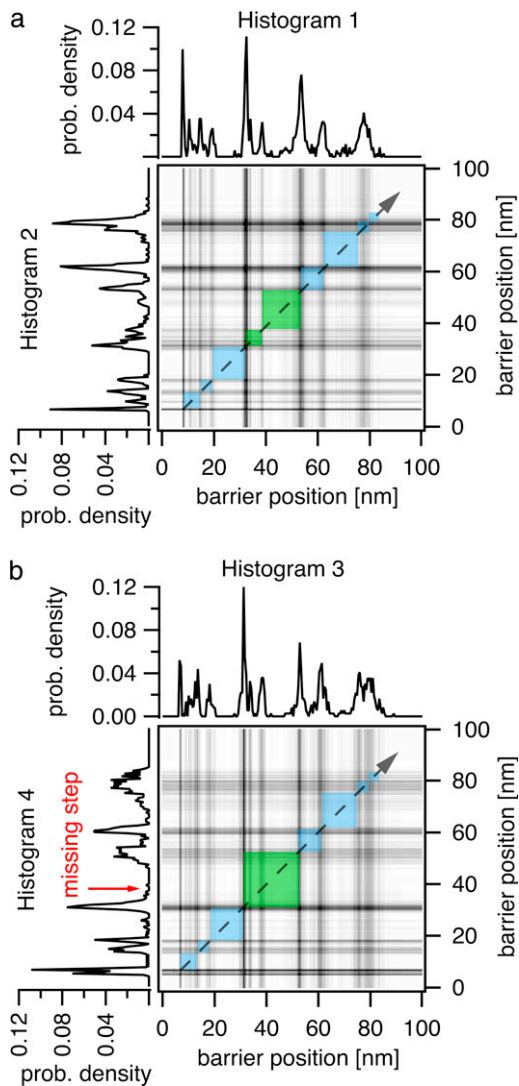 a
Histogram 1
prob. density
0.12
0.08
0.04
Histogram 2
100
80
60
40
20
0
barrier position [nm]
0 20 40 60 80 100
barrier position [nm]
0.12
0.08
0.04
prob. density
b
Histogram 3
prob. density
0.12
0.08
0.04
0.00
Histogram 4
missing step
100
80
60
40
20
0
barrier position [nm]
0 20 40 60 80 100
barrier position [nm]
0.12
0.08
0.04
prob. density